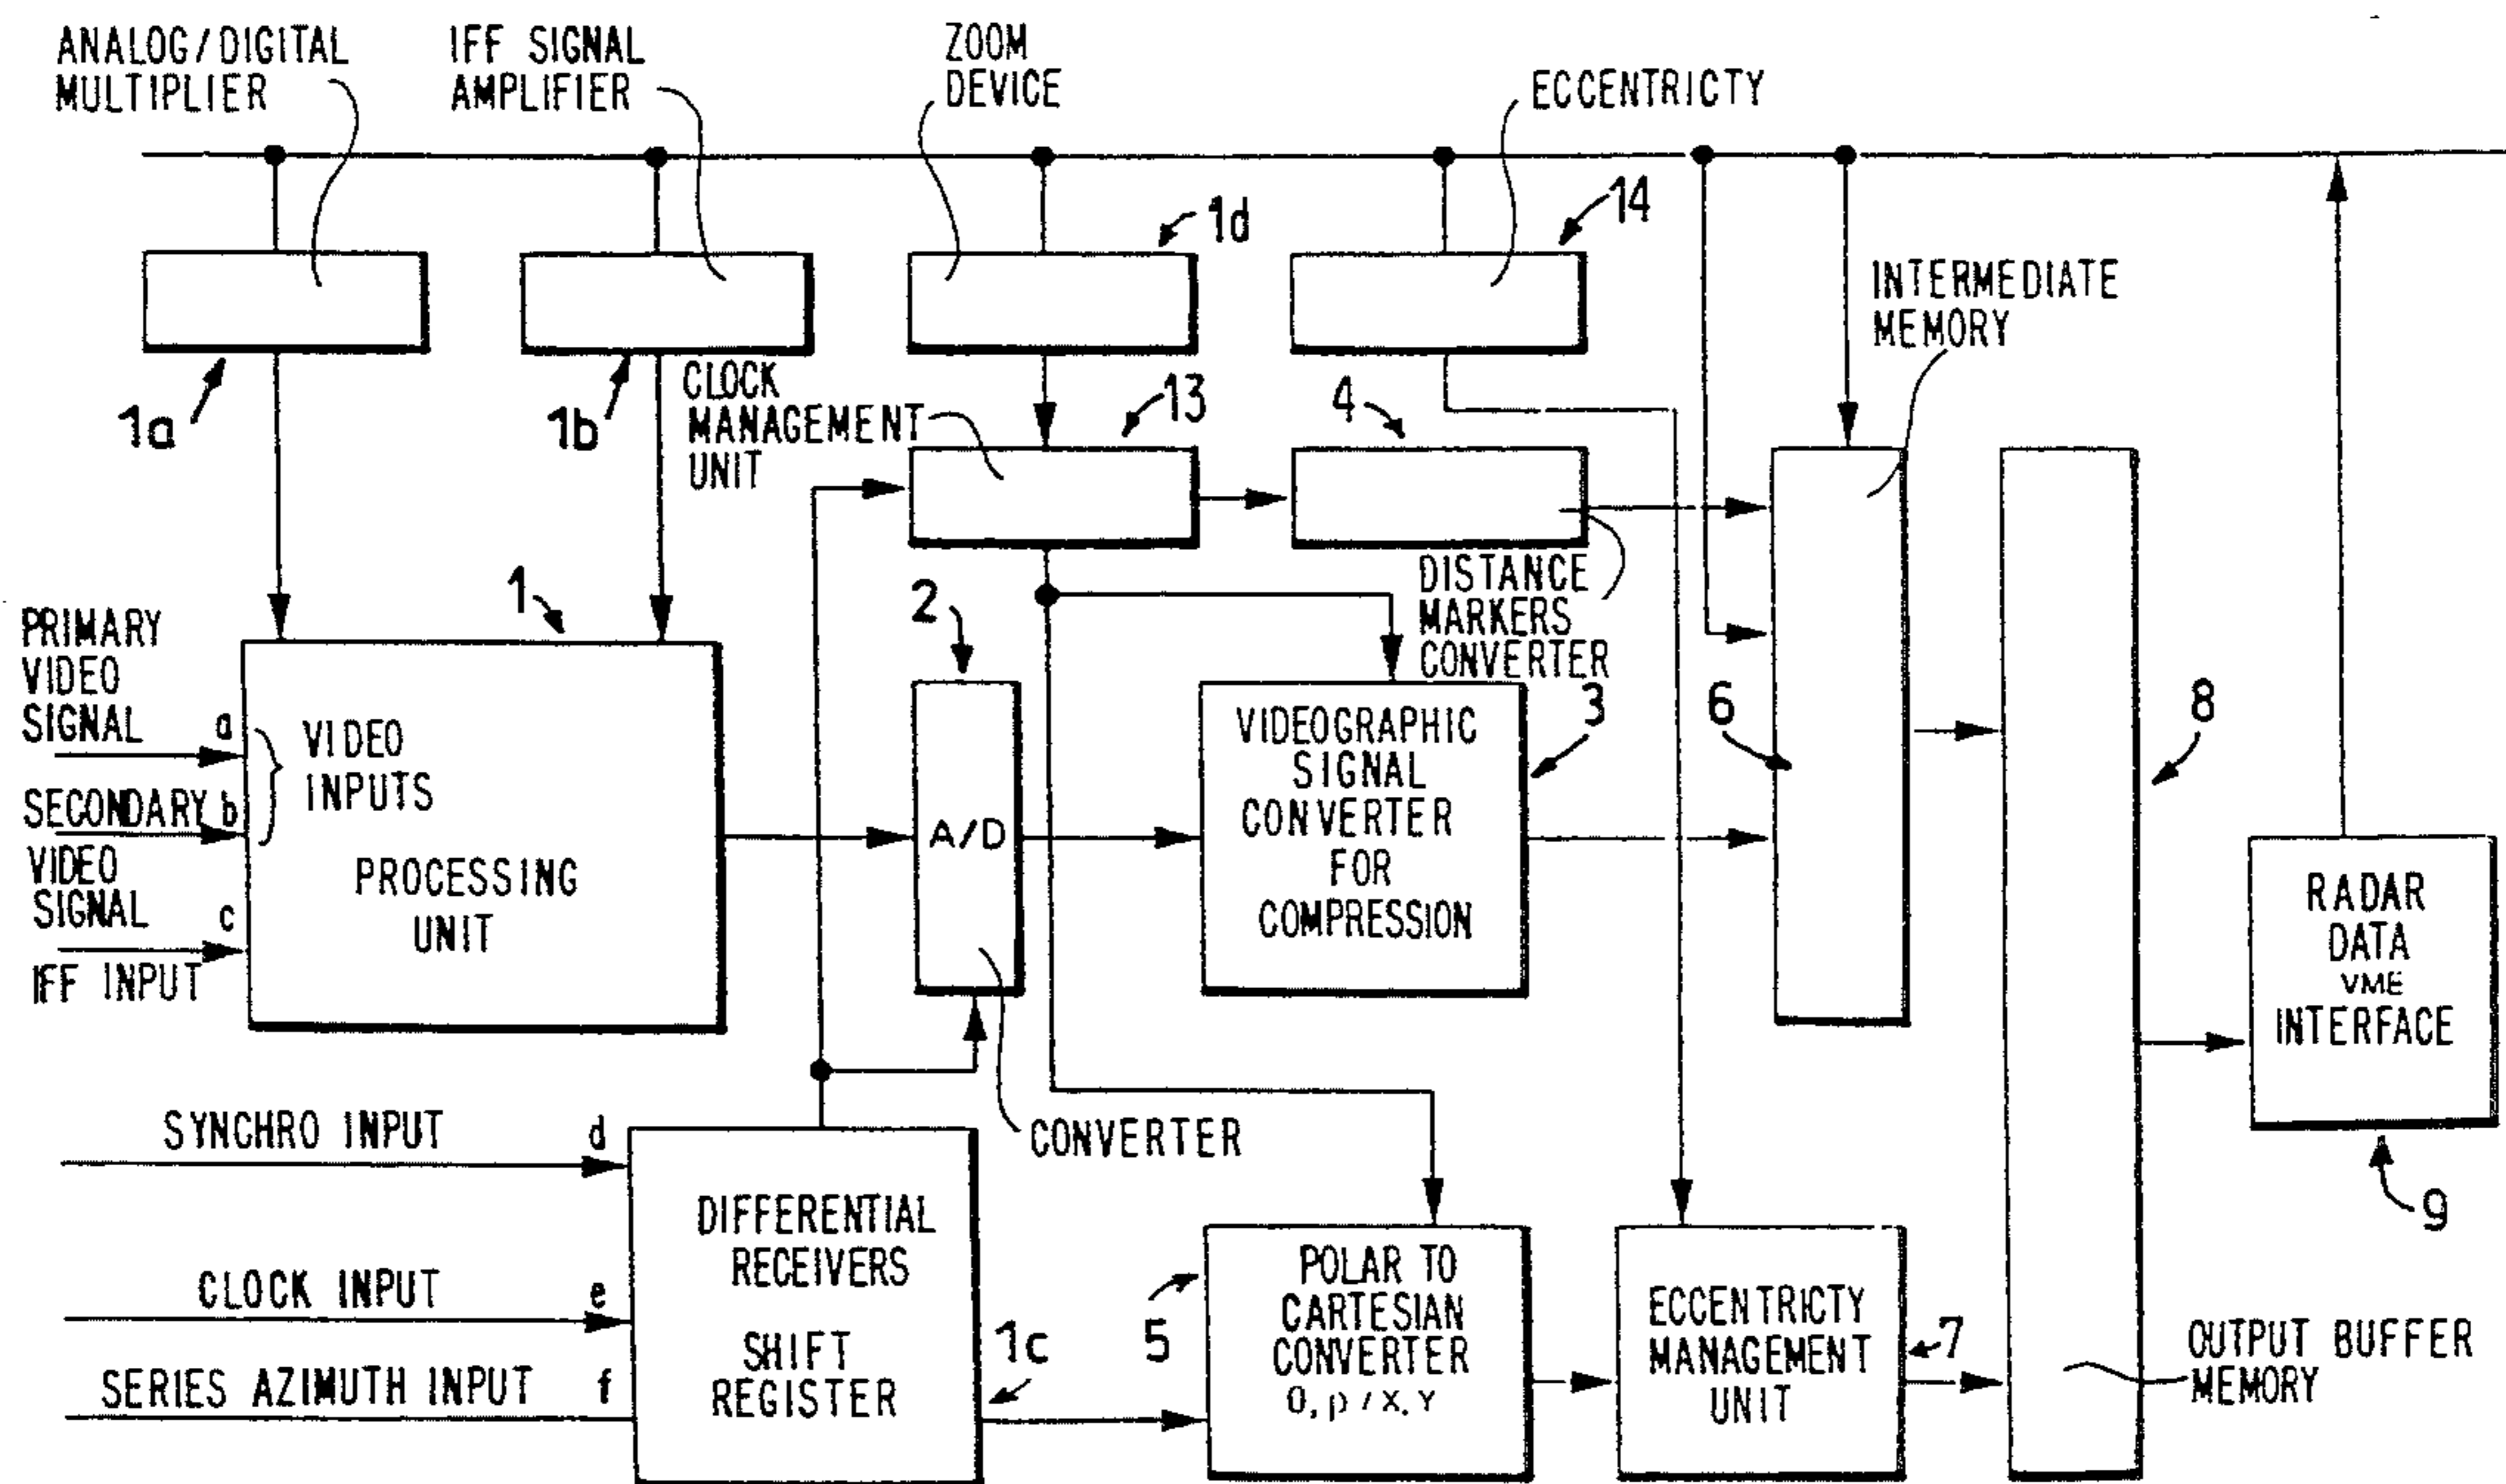 ANALOG/DIGITAL
MULTIPLIER
IFF SIGNAL
AMPLIFIER
ZOOM
DEVICE
ECCENTRICTY
1d
14
INTERMEDIATE
MEMORY
1a
1b
CLOCK
MANAGEMENT
UNIT
13
4
DISTANCE
MARKERS
CONVERTER
PRIMARY
VIDEO
SIGNAL
a
SECONDARY b
VIDEO
SIGNAL
c
IFF INPUT
1
VIDEO
INPUTS
PROCESSING
UNIT
2
A/D
CONVERTER
VIDEOGRAPHIC
SIGNAL
CONVERTER
FOR
COMPRESSION
3
6
8
RADAR
DATA
VME
INTERFACE
9
SYNCHRO INPUT d
CLOCK INPUT e
SERIES AZIMUTH INPUT f
DIFFERENTIAL
RECEIVERS
SHIFT
REGISTER
1c
5
POLAR TO
CARTESIAN
CONVERTER
θ, ρ / X, Y
ECCENTRICTY
MANAGEMENT
UNIT
7
OUTPUT BUFFER
MEMORY